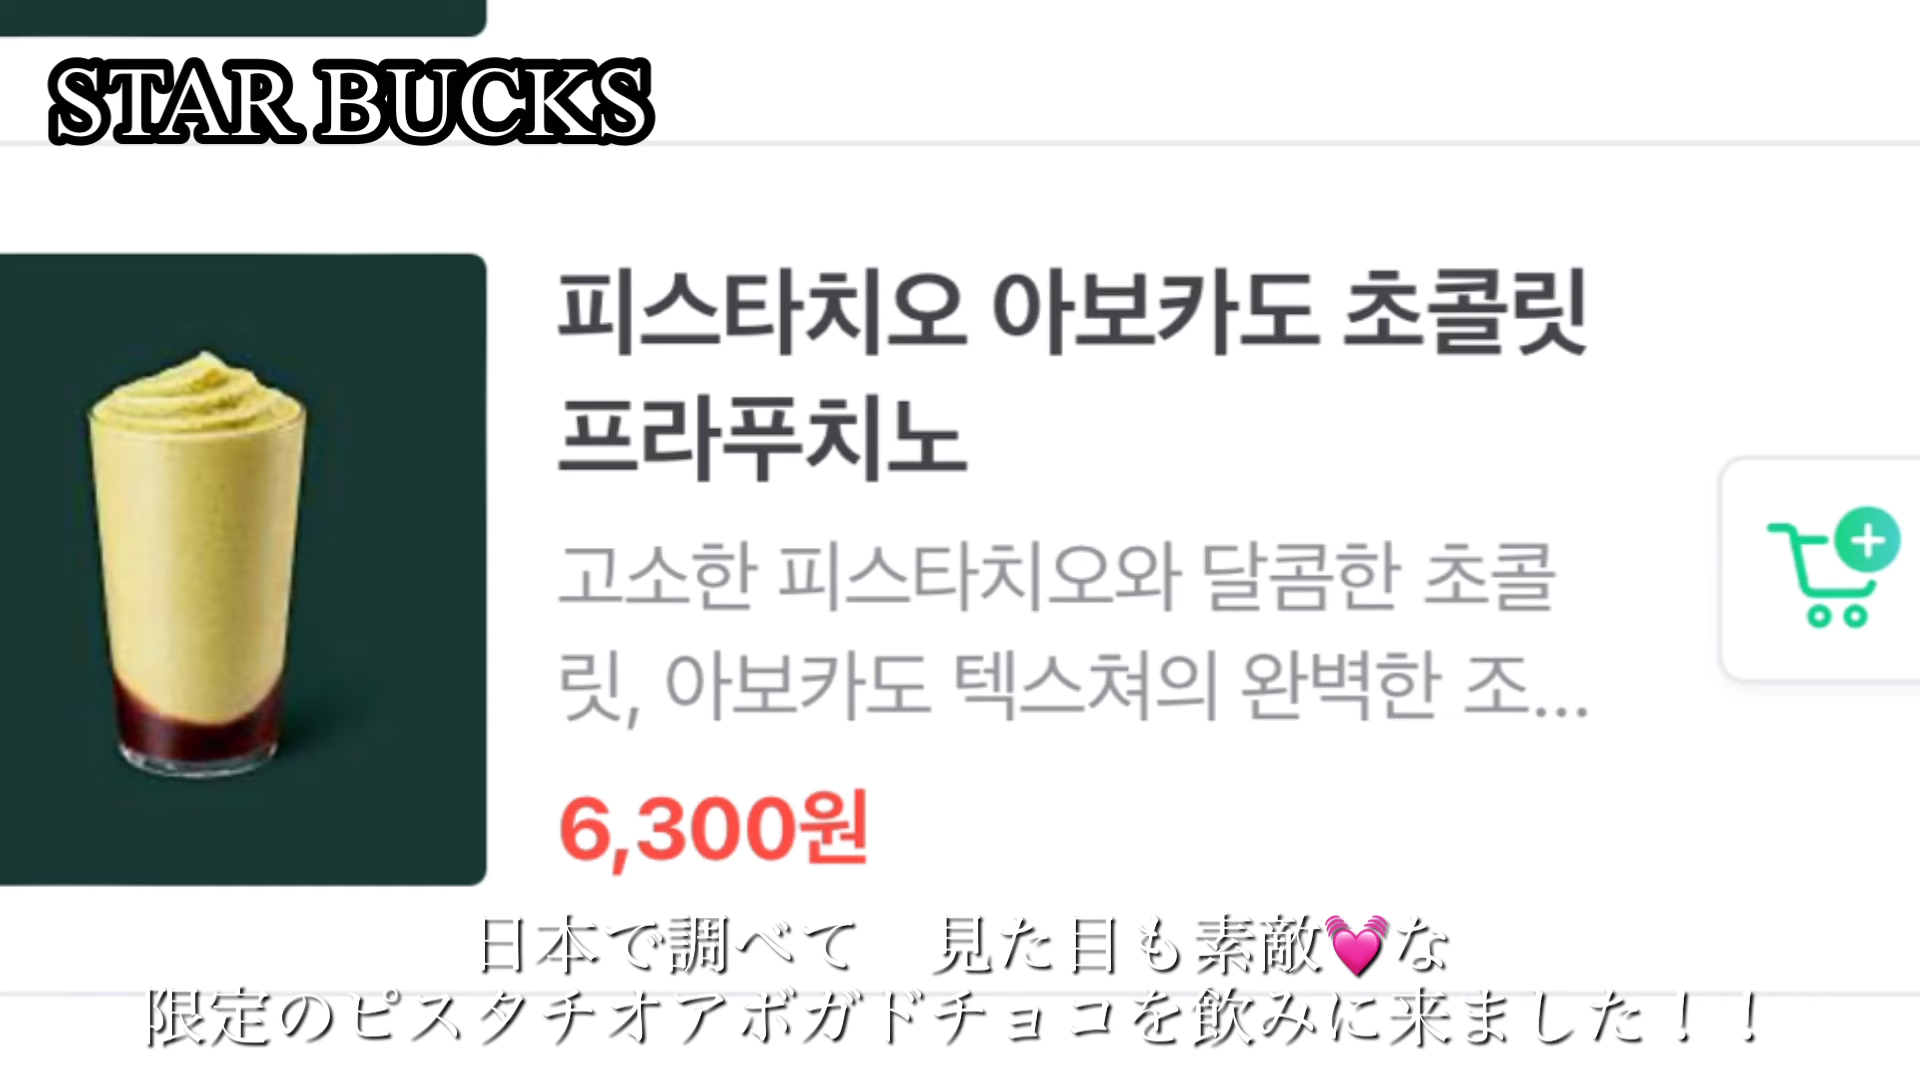 STAR BUCKS
피스타치오 아보카도 초콜릿
프라푸치노
고소한 피스타치오와 달콤한 초콜
릿, 아보카도 텍스쳐의 완벽한 조...
6,300원
日本で調べて　見た目も素敵💓な
限定のピスタチオアボガドチョコを飲みに来ました！！